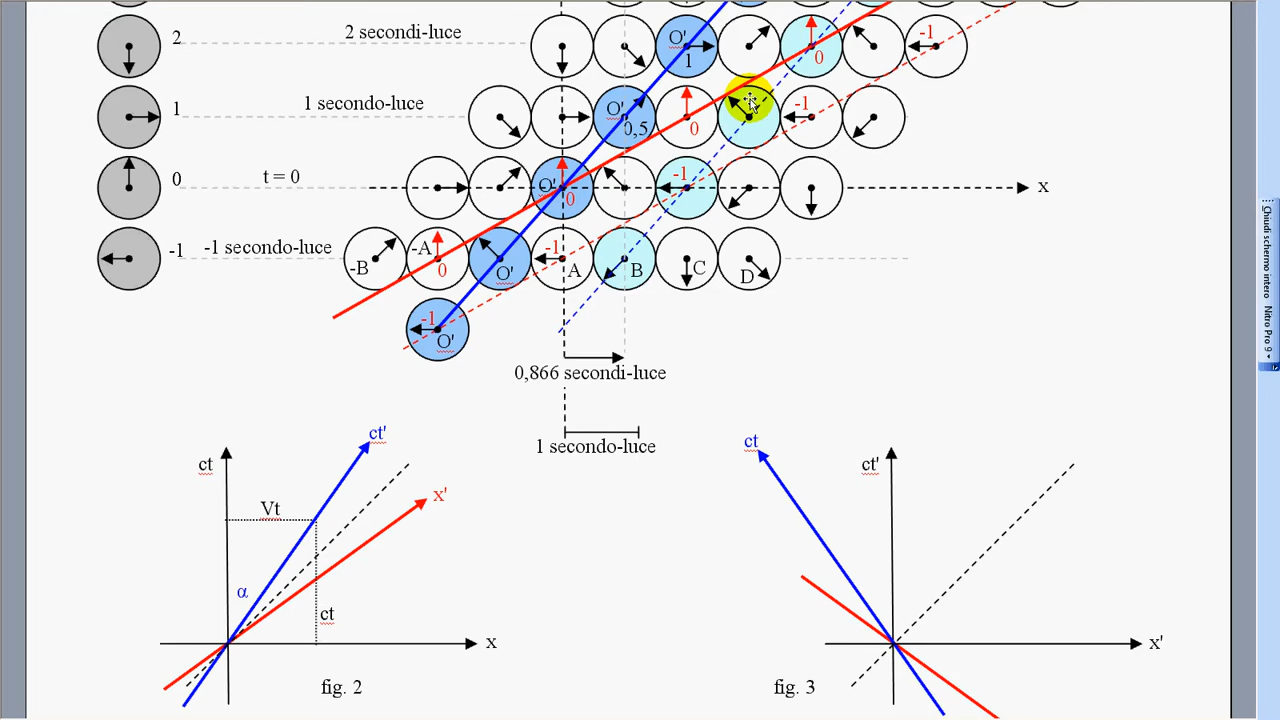 2 2 secondi-luce O' 1 0 -1
1 1 secondo-luce O' 0,5 0 -1
0 t = 0 O' 0 -1 x
-1 -1 secondo-luce -B -A 0 O' -1 A B C D
-1 O'
0,866 secondi-luce
1 secondo-luce
ct ct' Vt x' α ct x
fig. 2
ct ct' x'
fig. 3
Chiudi schermo intero Nitro Pro 9